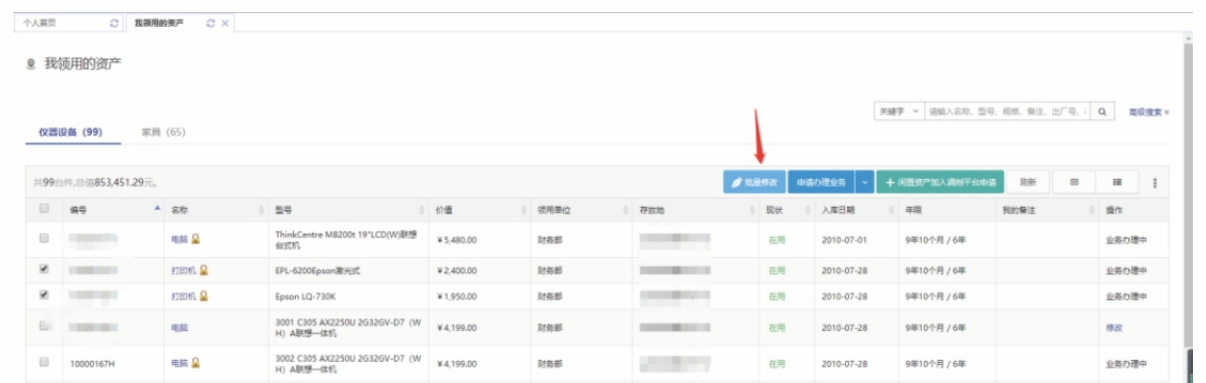 个人首页
我领用的资产
我领用的资产
关键字 请输入名称、型号、规格、备注、出厂号、 高级搜索
仪器设备 (99) 家具 (65)
共99台件,总值853,451.29元。 批量修改 申请办理业务 + 闲置资产加入调剂平台申请 刷新
编号 名称 型号 价值 领用单位 存放地 现状 入库日期 年限 我的备注 操作
电脑 ThinkCentre M8200t 19"LCD(W)联想
台式机 ￥5,480.00 财务部 在用 2010-07-01 9年10个月 / 6年 业务办理中
打印机 EPL-6200Epson激光式 ￥2,400.00 财务部 在用 2010-07-28 9年10个月 / 6年 业务办理中
打印机 Epson LQ-730K ￥1,950.00 财务部 在用 2010-07-28 9年10个月 / 6年 业务办理中
电脑 3001 C305 AX2250U 2G32GV-D7（W
H）A联想一体机 ￥4,199.00 财务部 在用 2010-07-28 9年10个月 / 6年 修改
10000167H 电脑 3002 C305 AX2250U 2G32GV-D7（W
H）A联想一体机 ￥4,199.00 财务部 在用 2010-07-28 9年10个月 / 6年 业务办理中